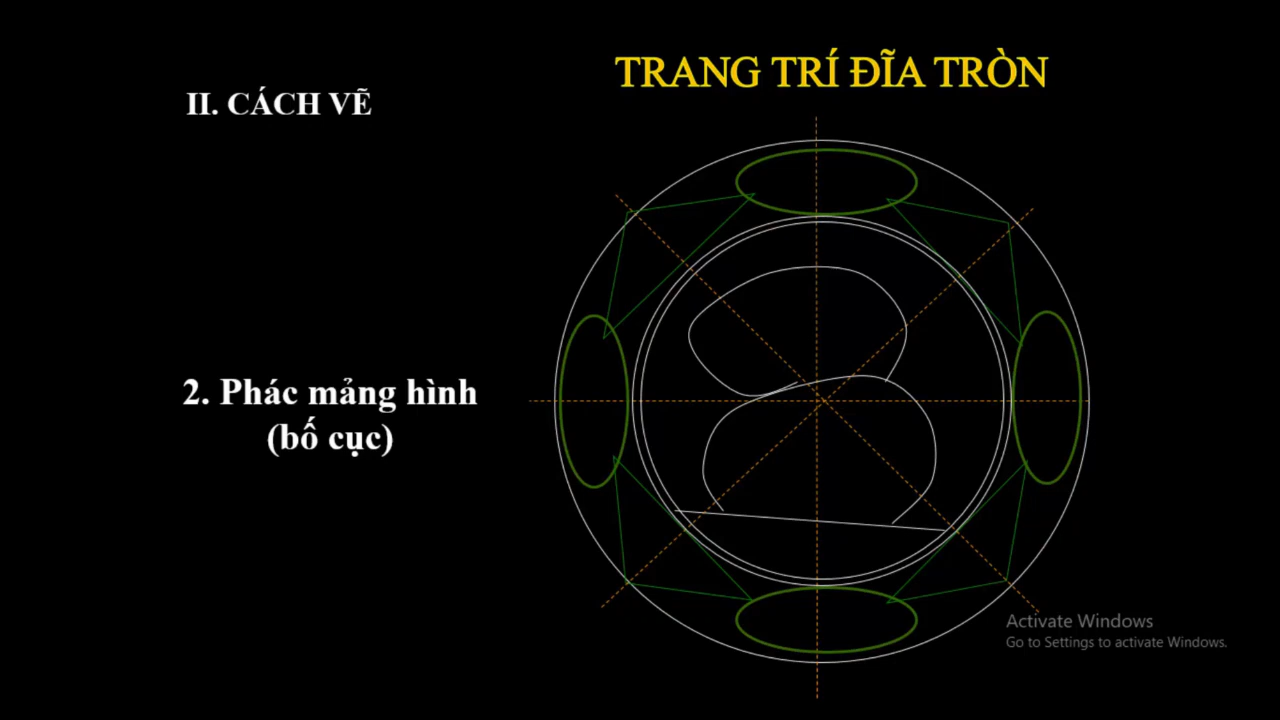 TRANG TRÍ ĐĨA TRÒN
II. CÁCH VẼ
2. Phác mảng hình
(bố cục)
Activate Windows
Go to Settings to activate Windows.